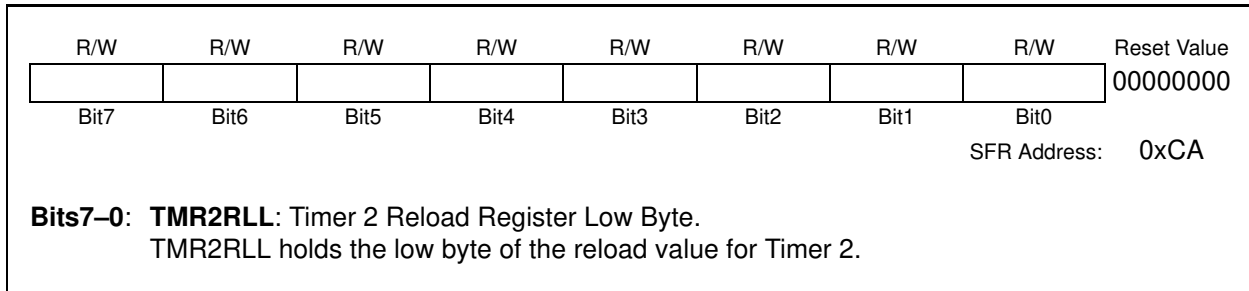 R/W R/W R/W R/W R/W R/W R/W R/W Reset Value
00000000
Bit7 Bit6 Bit5 Bit4 Bit3 Bit2 Bit1 Bit0
SFR Address: 0xCA
Bits7–0: TMR2RLL: Timer 2 Reload Register Low Byte.
TMR2RLL holds the low byte of the reload value for Timer 2.